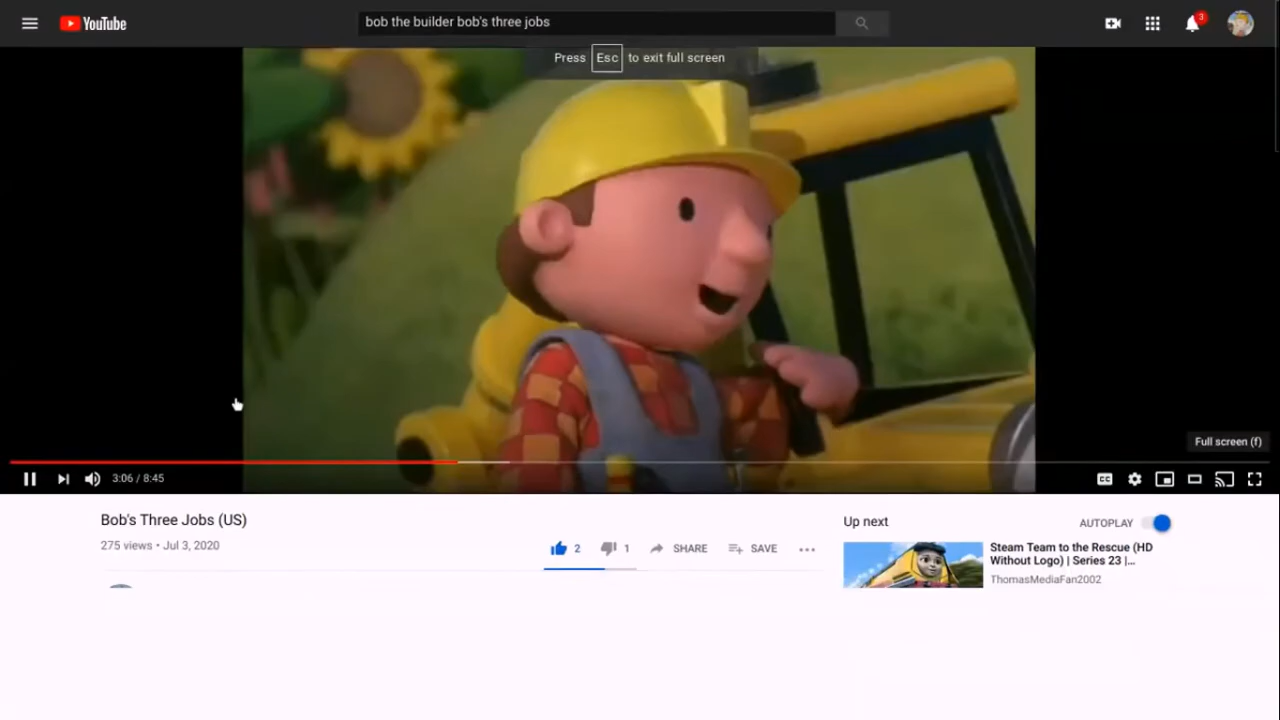 YouTube
bob the builder bob's three jobs
3
Press Esc to exit full screen
Full screen (f)
3:06 / 8:45
CC
Bob's Three Jobs (US)
275 views • Jul 3, 2020
2
1
SHARE
SAVE
Up next
AUTOPLAY
Steam Team to the Rescue (HD
Without Logo) | Series 23 |...
ThomasMediaFan2002